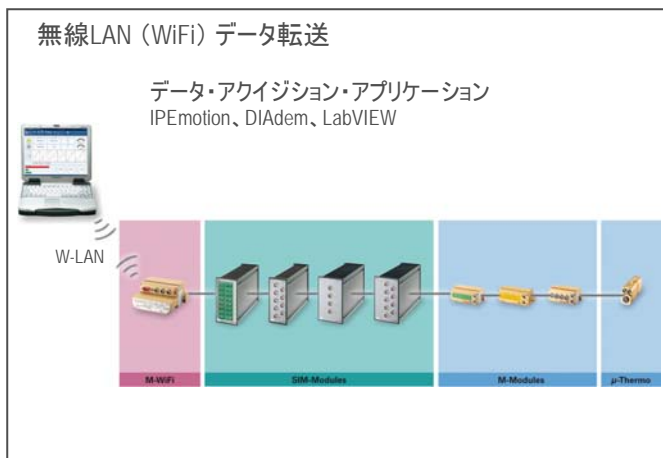 無線LAN (WiFi) データ転送
データ・アクイジション・アプリケーション
IPEmotion、DIAdem、LabVIEW
W-LAN
M-WiFi
SIM-Modules
M-Modules
μ-Thermo